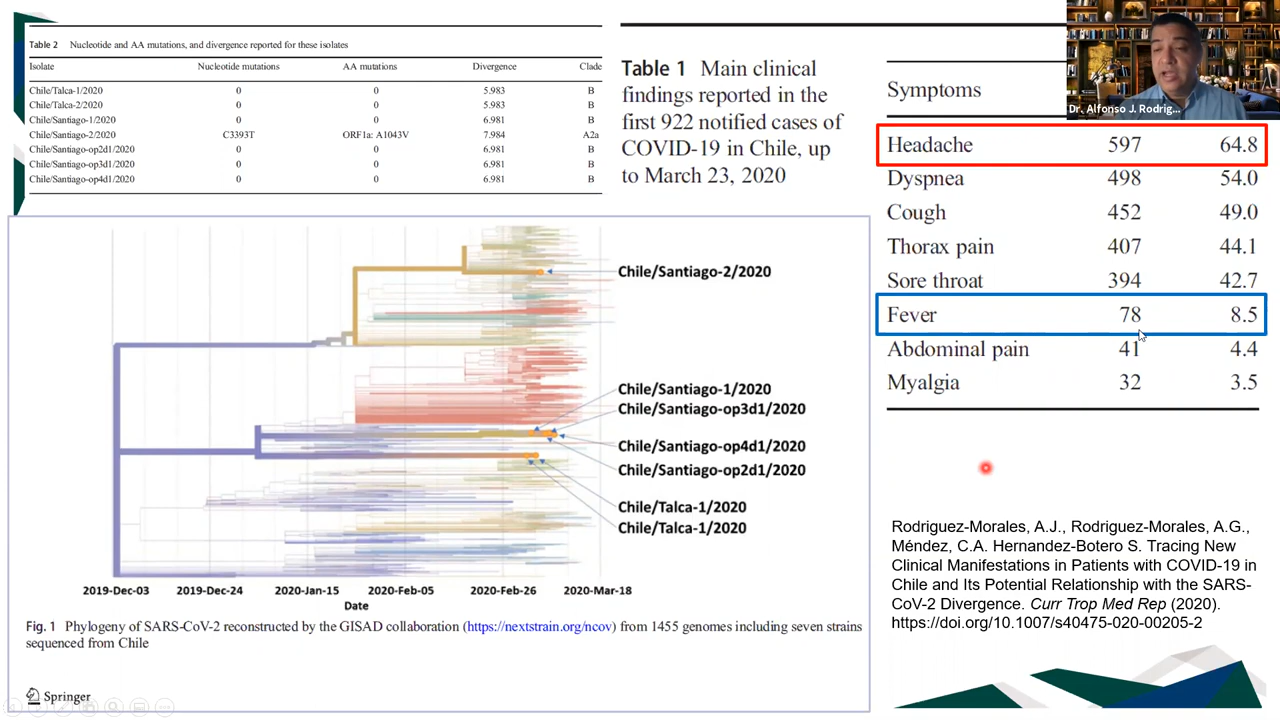 Table 2 Nucleotide and AA mutations, and divergence reported for these isolates
Isolate Nucleotide mutations AA mutations Divergence Clade
Chile/Talca-1/2020 0 0 5.983 B
Chile/Talca-2/2020 0 0 5.983 B
Chile/Santiago-1/2020 0 0 6.981 B
Chile/Santiago-2/2020 C3393T ORF1a: A1043V 7.984 A2a
Chile/Santiago-op2d1/2020 0 0 6.981 B
Chile/Santiago-op3d1/2020 0 0 6.981 B
Chile/Santiago-op4d1/2020 0 0 6.981 B
Table 1 Main clinical
findings reported in the
first 922 notified cases of
COVID-19 in Chile, up
to March 23, 2020
Dr. Alfonso J. Rodrig...
Symptoms
Headache 597 64.8
Dyspnea 498 54.0
Cough 452 49.0
Thorax pain 407 44.1
Sore throat 394 42.7
Fever 78 8.5
Abdominal pain 41 4.4
Myalgia 32 3.5
Chile/Santiago-2/2020
Chile/Santiago-1/2020
Chile/Santiago-op3d1/2020
Chile/Santiago-op4d1/2020
Chile/Santiago-op2d1/2020
Chile/Talca-1/2020
Chile/Talca-1/2020
2019-Dec-03 2019-Dec-24 2020-Jan-15 2020-Feb-05 2020-Feb-26 2020-Mar-18
Date
Fig. 1 Phylogeny of SARS-CoV-2 reconstructed by the GISAD collaboration (https://nextstrain.org/ncov) from 1455 genomes including seven strains
sequenced from Chile
Springer
Rodriguez-Morales, A.J., Rodriguez-Morales, A.G.,
Méndez, C.A. Hernandez-Botero S. Tracing New
Clinical Manifestations in Patients with COVID-19 in
Chile and Its Potential Relationship with the SARS-
CoV-2 Divergence. Curr Trop Med Rep (2020).
https://doi.org/10.1007/s40475-020-00205-2